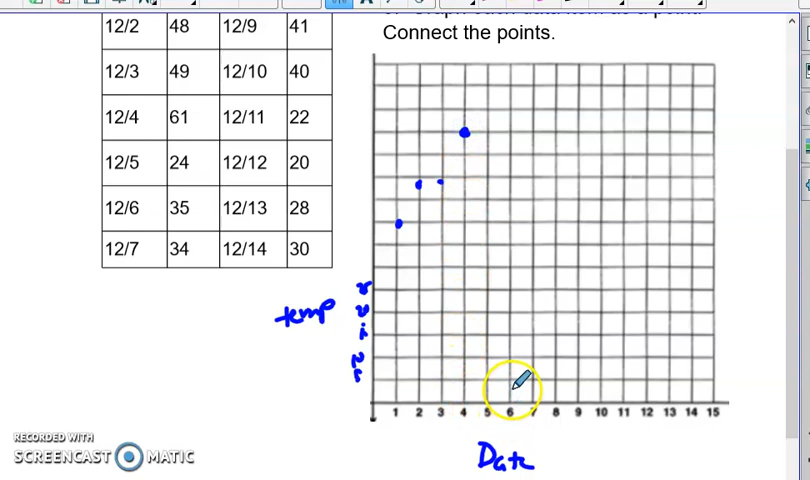 Connect the points.
12/2 48 12/9 41
12/3 49 12/10 40
12/4 61 12/11 22
12/5 24 12/12 20
12/6 35 12/13 28
12/7 34 12/14 30
temp
1 2 3 4 5 6 7 8 9 10 11 12 13 14 15
Date
RECORDED WITH
SCREENCAST MATIC